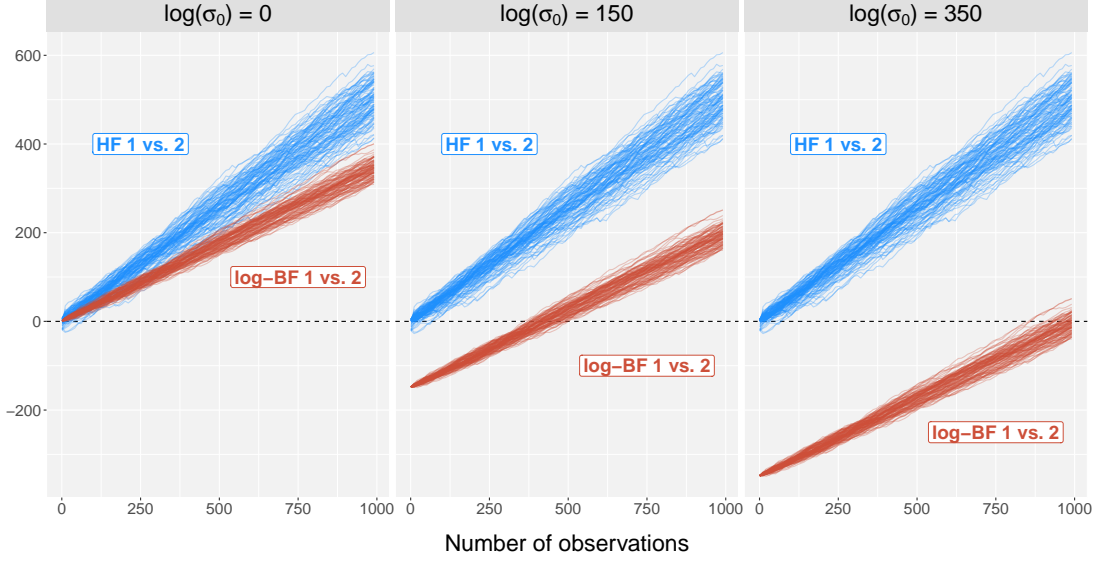 log(σ₀) = 0
log(σ₀) = 150
log(σ₀) = 350
600
400
200
0
−200
HF 1 vs. 2
log−BF 1 vs. 2
HF 1 vs. 2
log−BF 1 vs. 2
HF 1 vs. 2
log−BF 1 vs. 2
0 250 500 750 1000
0 250 500 750 1000
0 250 500 750 1000
Number of observations